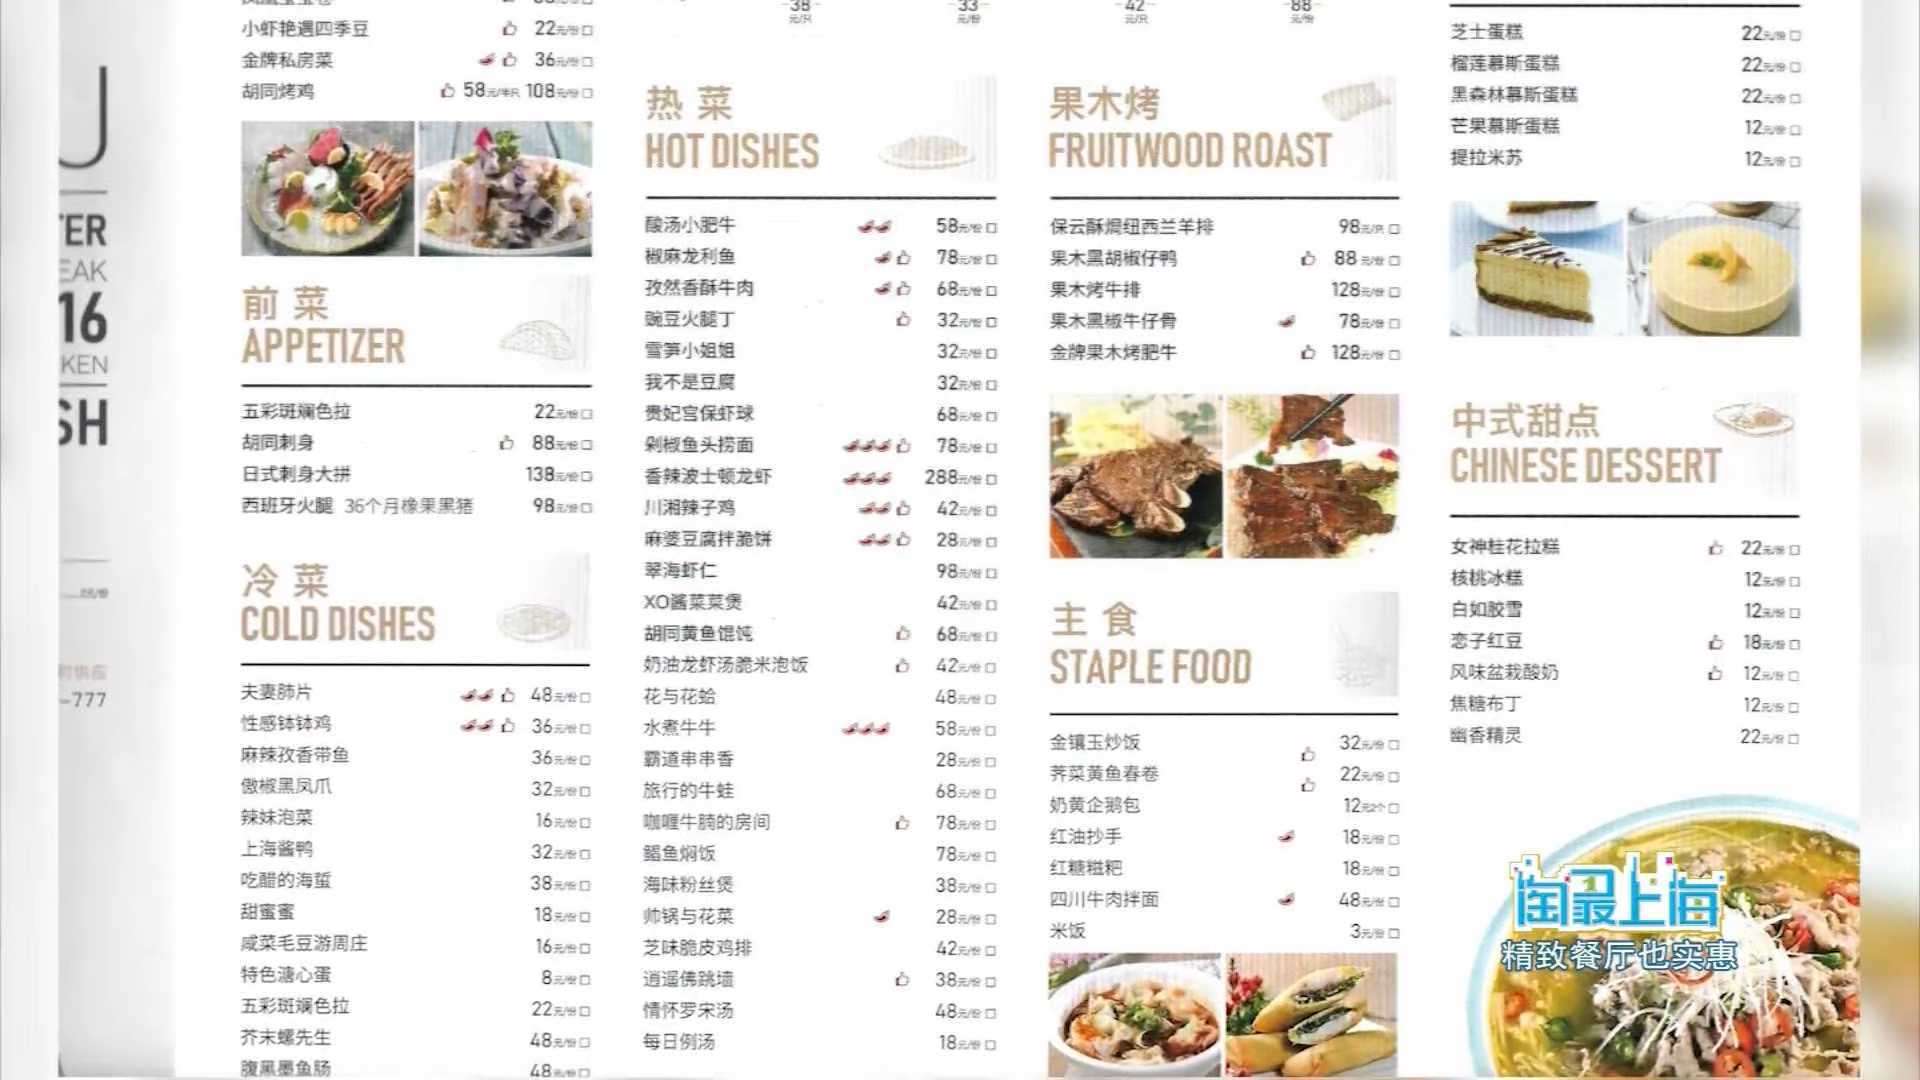 TER
EAK
16
KEN
SH
-777
小虾艳遇四季豆 22元/份
金牌私房菜 36元/份
胡同烤鸡 58元/半只 108元/份
前菜
APPETIZER
五彩斑斓色拉 22元/份
胡同刺身 88元/份
日式刺身大拼 138元/份
西班牙火腿 36个月橡果黑猪 98元/份
冷菜
COLD DISHES
夫妻肺片 48元/份
性感钵钵鸡 36元/份
麻辣孜香带鱼 36元/份
傲椒黑凤爪 32元/份
辣妹泡菜 16元/份
上海酱鸭 32元/份
吃醋的海蜇 38元/份
甜蜜蜜 18元/份
咸菜毛豆游周庄 16元/份
特色溏心蛋 8元/份
五彩斑斓色拉 22元/份
芥末螺先生 48元/份
腹黑墨鱼肠 48元/份
38 元/只
33 元/份
42 元/只
88 元/份
热菜
HOT DISHES
酸汤小肥牛 58元/份
椒麻龙利鱼 78元/份
孜然香酥牛肉 68元/份
豌豆火腿丁 32元/份
雪笋小姐姐 32元/份
我不是豆腐 32元/份
贵妃宫保虾球 68元/份
剁椒鱼头捞面 78元/份
香辣波士顿龙虾 288元/份
川湘辣子鸡 42元/份
麻婆豆腐拌脆饼 28元/份
翠海虾仁 98元/份
XO酱菜菜煲 42元/份
胡同黄鱼馄饨 68元/份
奶油龙虾汤脆米泡饭 42元/份
花与花蛤 48元/份
水煮牛牛 58元/份
霸道串串香 28元/份
旅行的牛蛙 68元/份
咖喱牛腩的房间 78元/份
鲳鱼焖饭 78元/份
海味粉丝煲 38元/份
帅锅与花菜 28元/份
芝味脆皮鸡排 42元/份
逍遥佛跳墙 38元/份
情怀罗宋汤 48元/份
每日例汤 18元/份
果木烤
FRUITWOOD ROAST
保云酥焗纽西兰羊排 98元/只
果木黑胡椒仔鸭 88元/份
果木烤牛排 128元/份
果木黑椒牛仔骨 78元/份
金牌果木烤肥牛 128元/份
主食
STAPLE FOOD
金镶玉炒饭 32元/份
荠菜黄鱼春卷 22元/份
奶黄企鹅包 12元2个
红油抄手 18元/份
红糖糍粑 18元/份
四川牛肉拌面 48元/份
米饭 3元/份
芝士蛋糕 22元/份
榴莲慕斯蛋糕 22元/份
黑森林慕斯蛋糕 22元/份
芒果慕斯蛋糕 12元/份
提拉米苏 12元/份
中式甜点
CHINESE DESSERT
女神桂花拉糕 22元/份
核桃冰糕 12元/份
白如胶雪 12元/份
恋子红豆 18元/份
风味盆栽酸奶 12元/份
焦糖布丁 12元/份
幽香精灵 22元/份
淘最上海
精致餐厅也实惠